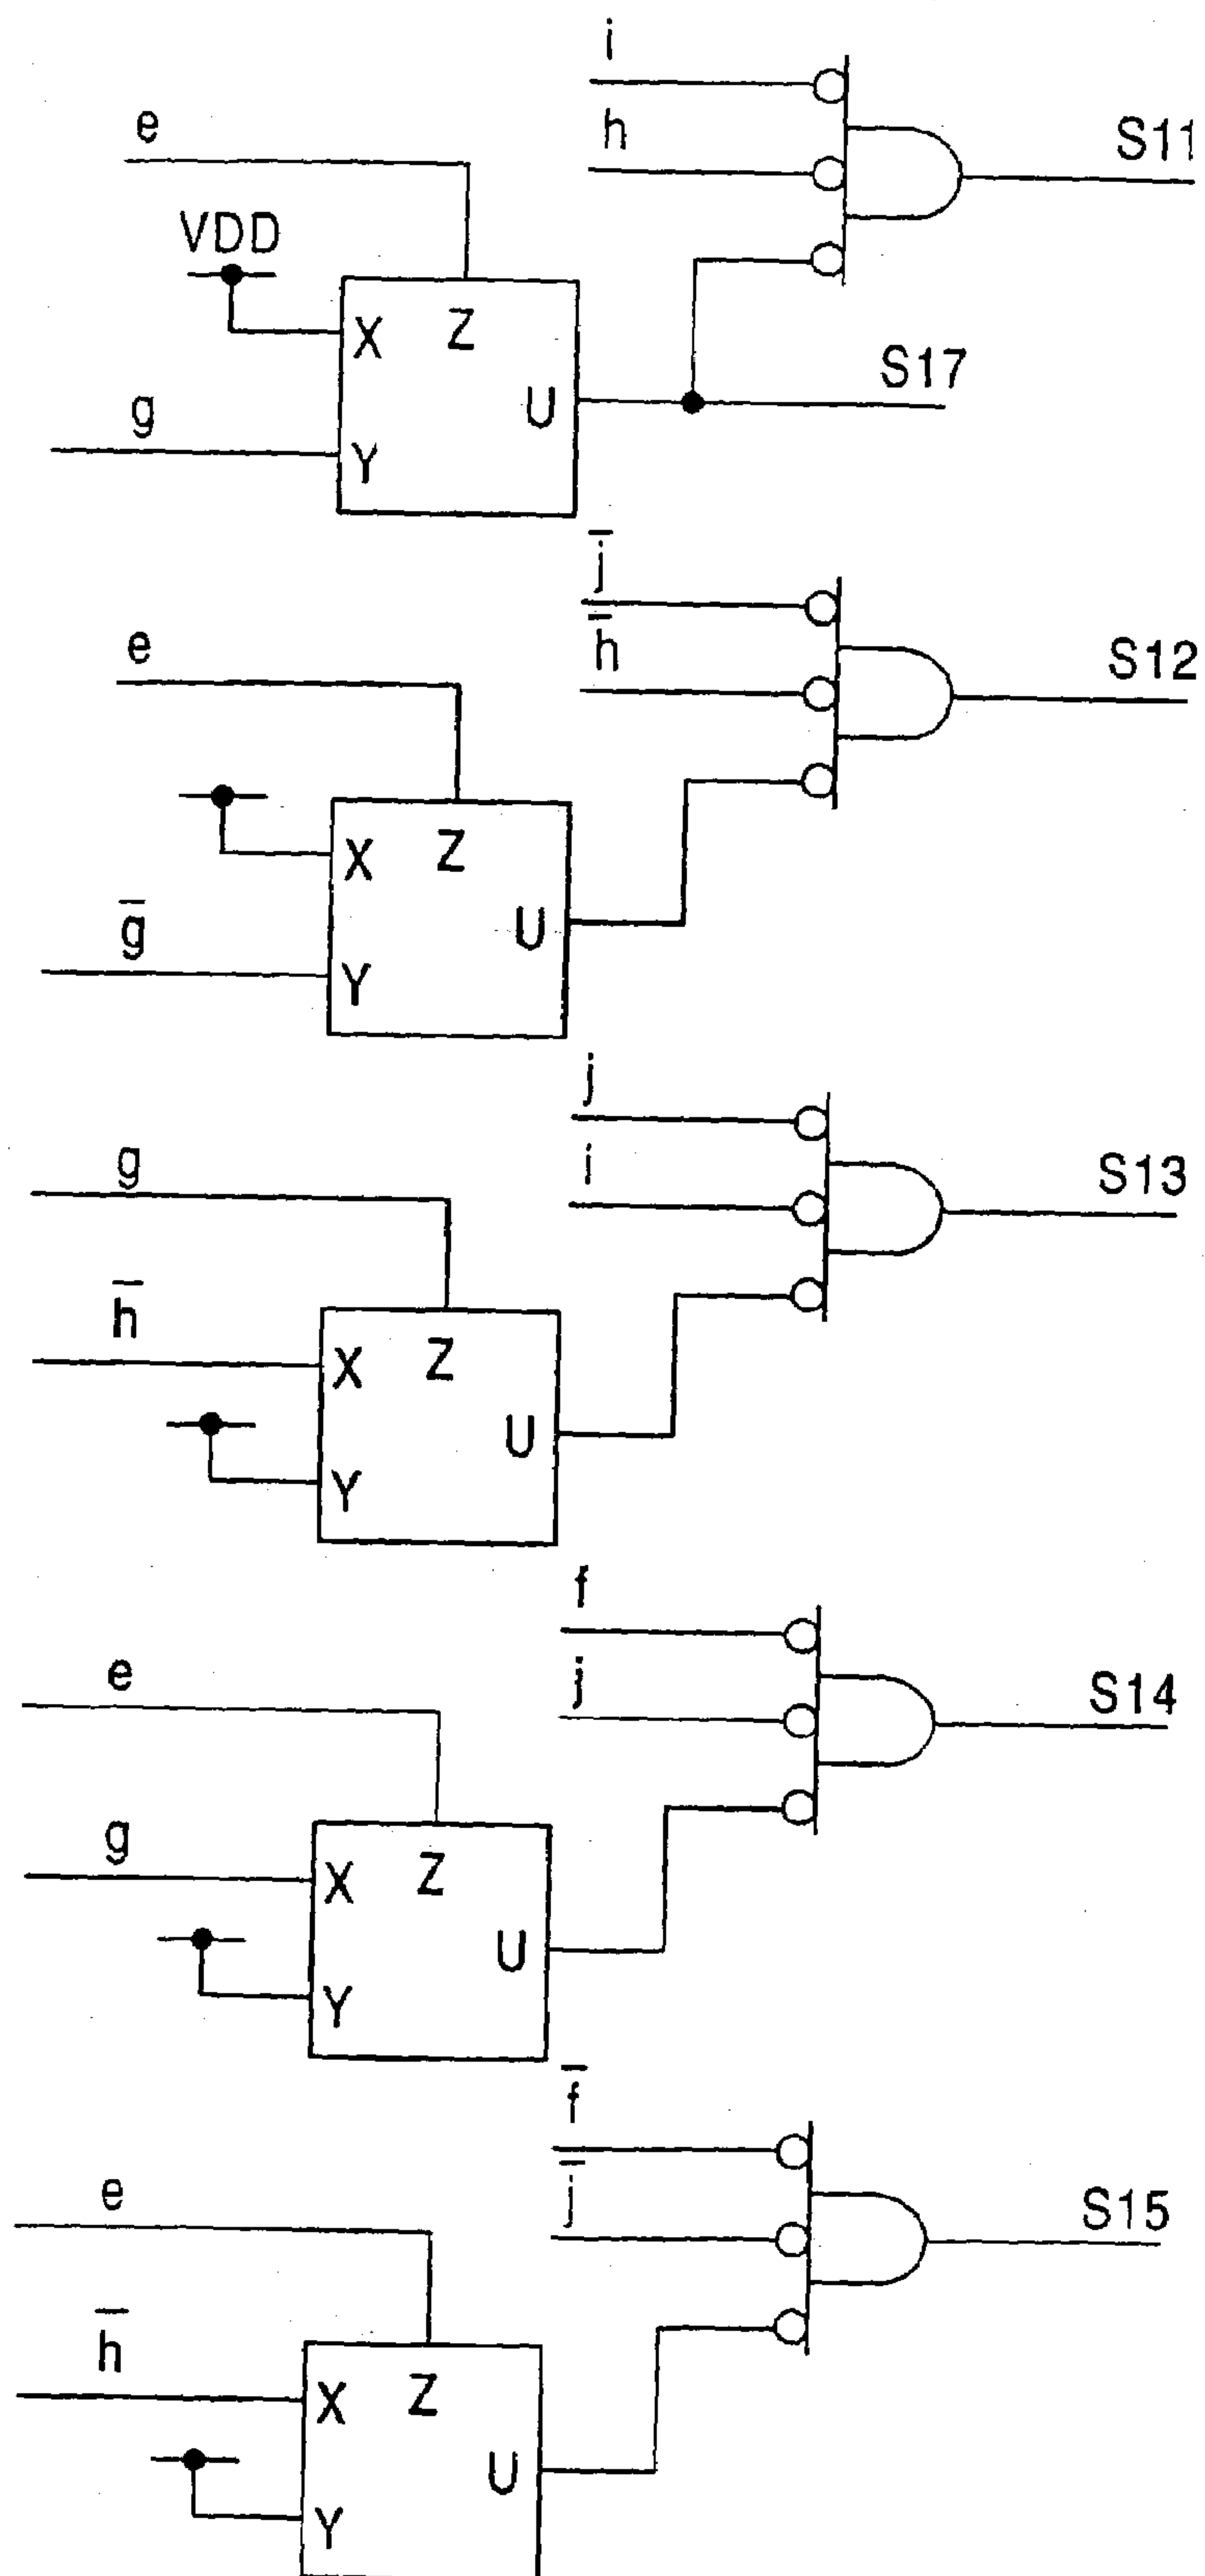 i
h
S11
e
VDD
X
Z
U
S17
g
Y
j̅
h̅
S12
e
X
Z
U
g̅
Y
j
i
S13
g
h̅
X
Z
U
Y
f
j
S14
e
g
X
Z
U
Y
f̅
j̅
S15
e
h̅
X
Z
U
Y